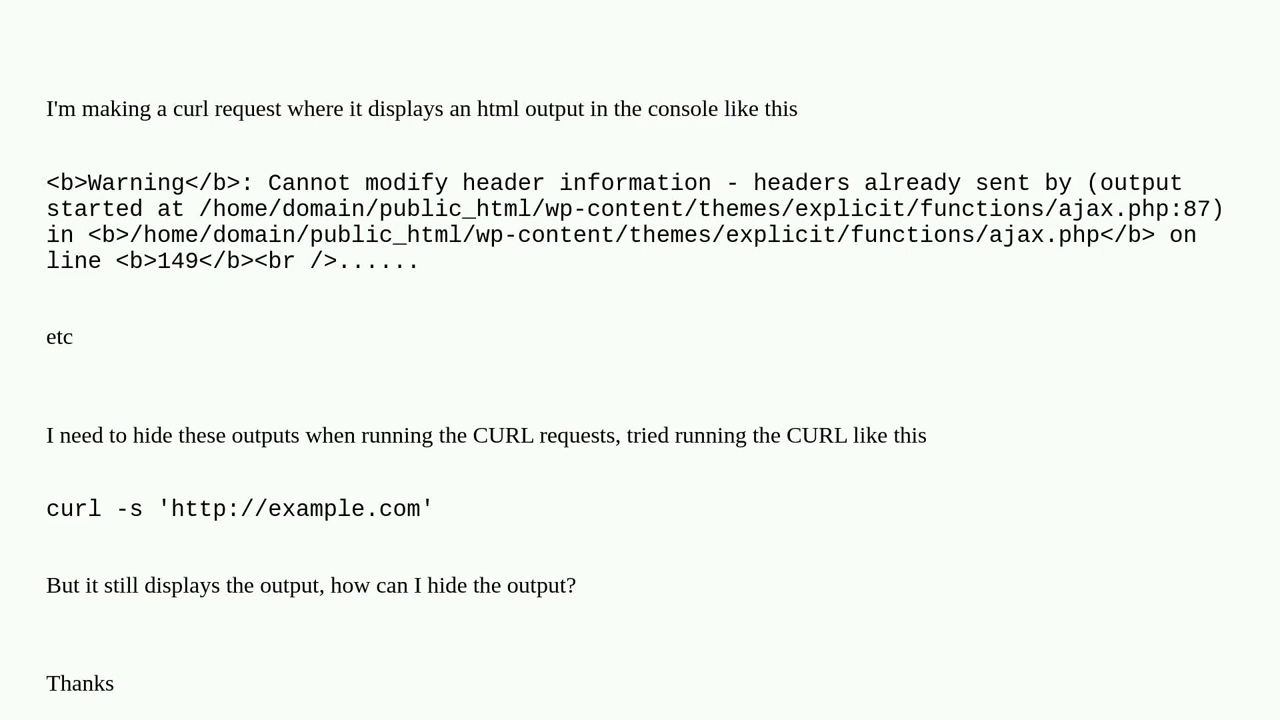 I'm making a curl request where it displays an html output in the console like this
<b>Warning</b>: Cannot modify header information - headers already sent by (output
started at /home/domain/public_html/wp-content/themes/explicit/functions/ajax.php:87)
in <b>/home/domain/public_html/wp-content/themes/explicit/functions/ajax.php</b> on
line <b>149</b><br />......
etc
I need to hide these outputs when running the CURL requests, tried running the CURL like this
curl -s 'http://example.com'
But it still displays the output, how can I hide the output?
Thanks